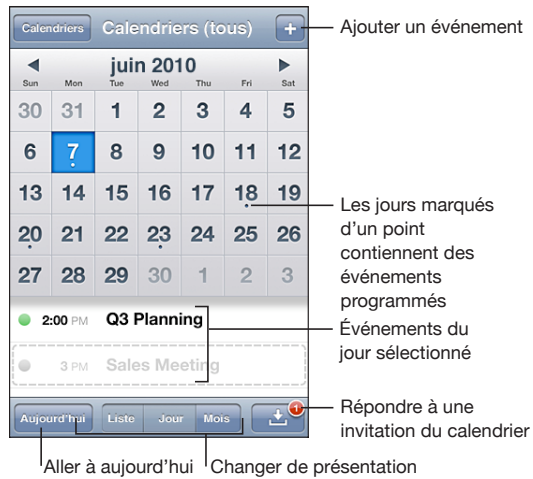 Calendriers Calendriers (tous) +
Ajouter un événement
juin 2010
Sun Mon Tue Wed Thu Fri Sat
30 31 1 2 3 4 5
6 7 8 9 10 11 12
13 14 15 16 17 18 19
20 21 22 23 24 25 26
27 28 29 30 1 2 3
Les jours marqués
d’un point
contiennent des
événements
programmés
2:00 PM Q3 Planning
3 PM Sales Meeting
Événements du
jour sélectionné
Aujourd'hui Liste Jour Mois 1
Répondre à une
invitation du calendrier
Aller à aujourd’hui
Changer de présentation